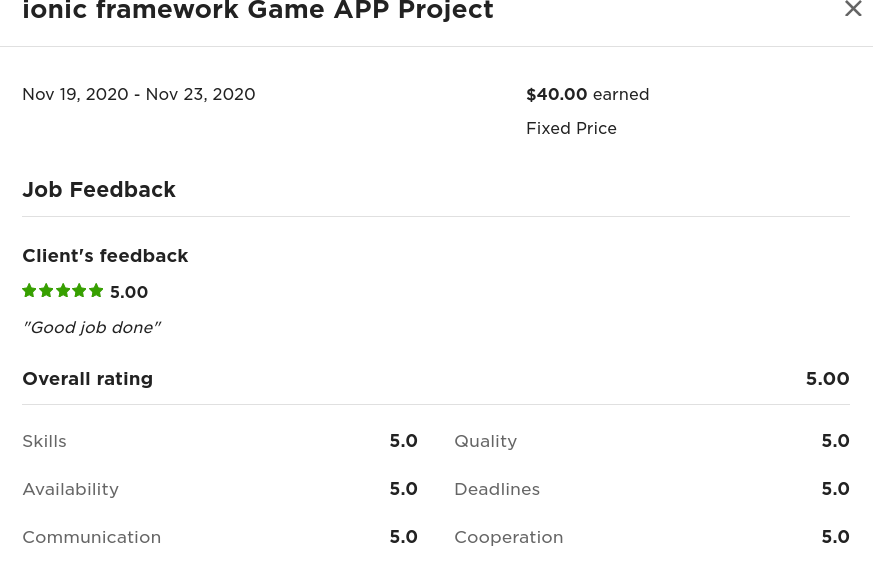 ionic framework Game APP Project
Nov 19, 2020 - Nov 23, 2020
$40.00 earned
Fixed Price
Job Feedback
Client's feedback
5.00
"Good job done"
Overall rating 5.00
Skills 5.0 Quality 5.0
Availability 5.0 Deadlines 5.0
Communication 5.0 Cooperation 5.0